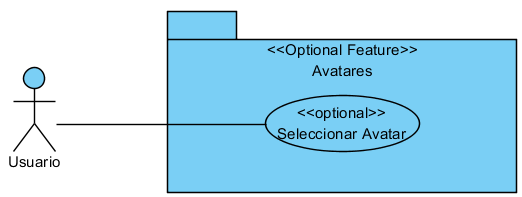 <<Optional Feature>>
Avatares
<<optional>>
Seleccionar Avatar
Usuario